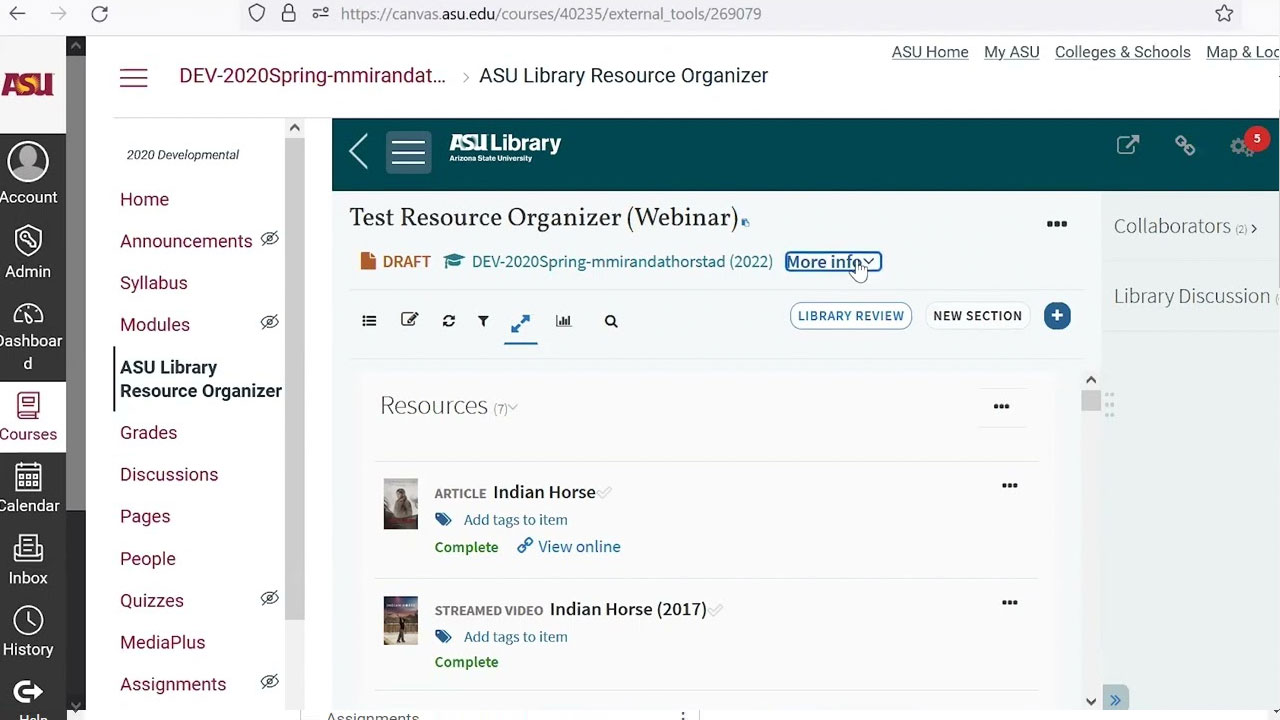 https://canvas.asu.edu/courses/40235/external_tools/269079
ASU Home My ASU Colleges & Schools Map & Loc
ASU
DEV-2020Spring-mmirandat... > ASU Library Resource Organizer
2020 Developmental
Account
Admin
Dashboar
d
Courses
Calendar
Inbox
History
Help
Home
Announcements
Syllabus
Modules
ASU Library
Resource Organizer
Grades
Discussions
Pages
People
Quizzes
MediaPlus
Assignments
ASU Library
Arizona State University
5
Test Resource Organizer (Webinar)
DRAFT DEV-2020Spring-mmirandathorstad (2022) More info
LIBRARY REVIEW NEW SECTION
Resources (7)
ARTICLE Indian Horse
Add tags to item
Complete View online
STREAMED VIDEO Indian Horse (2017)
Add tags to item
Complete
Collaborators (2) >
Library Discussion (
Assignments